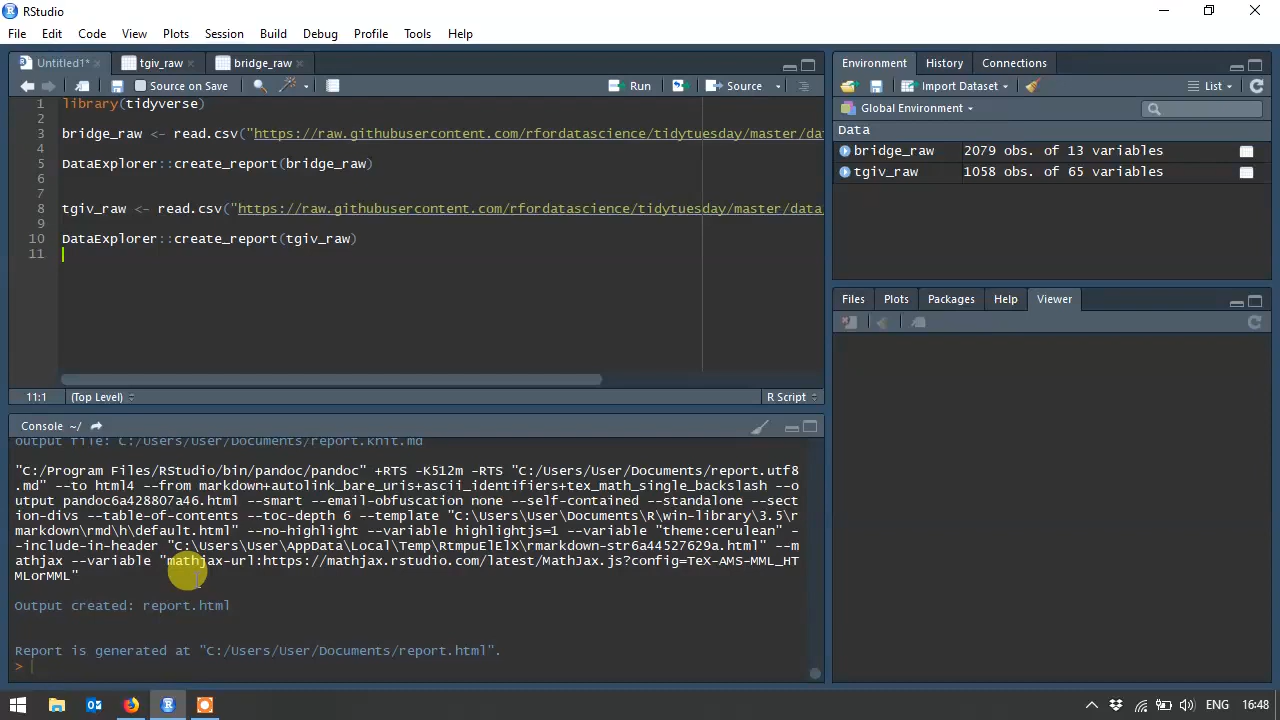 RStudio
File Edit Code View Plots Session Build Debug Profile Tools Help
Untitled1* tgiv_raw bridge_raw
Source on Save Run Source
1 library(tidyverse)
2
3 bridge_raw <- read.csv("https://raw.githubusercontent.com/rfordatascience/tidytuesday/master/da
4
5 DataExplorer::create_report(bridge_raw)
6
7
8 tgiv_raw <- read.csv("https://raw.githubusercontent.com/rfordatascience/tidytuesday/master/data
9
10 DataExplorer::create_report(tgiv_raw)
11
11:1 (Top Level) R Script
Console ~/
output file: C:/Users/User/Documents/report.knit.md
"C:/Program Files/RStudio/bin/pandoc/pandoc" +RTS -K512m -RTS "C:/Users/User/Documents/report.utf8
.md" --to html4 --from markdown+autolink_bare_uris+ascii_identifiers+tex_math_single_backslash --o
utput pandoc6a428807a46.html --smart --email-obfuscation none --self-contained --standalone --sect
ion-divs --table-of-contents --toc-depth 6 --template "C:\Users\User\Documents\R\win-library\3.5\r
markdown\rmd\h\default.html" --no-highlight --variable highlightjs=1 --variable "theme:cerulean" -
-include-in-header "C:\Users\User\AppData\Local\Temp\RtmpuElElX\rmarkdown-str6a44527629a.html" --m
athjax --variable "mathjax-url:https://mathjax.rstudio.com/latest/MathJax.js?config=TeX-AMS-MML_HT
MLorMML"
Output created: report.html
Report is generated at "C:/Users/User/Documents/report.html".
>
Environment History Connections
Import Dataset List
Global Environment
Data
bridge_raw 2079 obs. of 13 variables
tgiv_raw 1058 obs. of 65 variables
Files Plots Packages Help Viewer
ENG 16:48